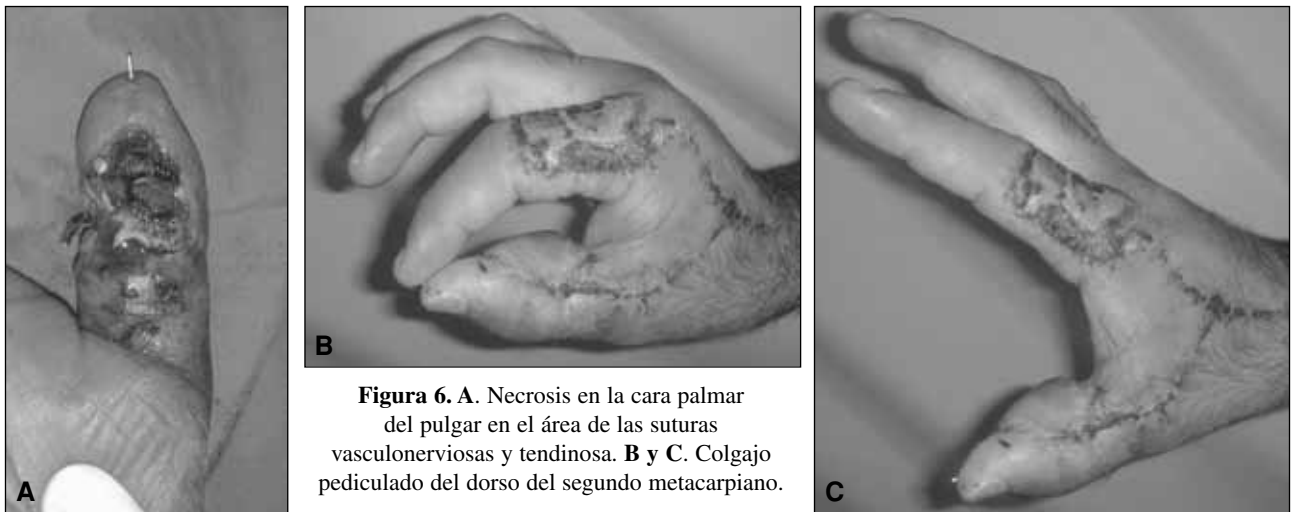 A
B
C
Figura 6. A. Necrosis en la cara palmar
del pulgar en el área de las suturas
vasculonerviosas y tendinosa. B y C. Colgajo
pediculado del dorso del segundo metacarpiano.